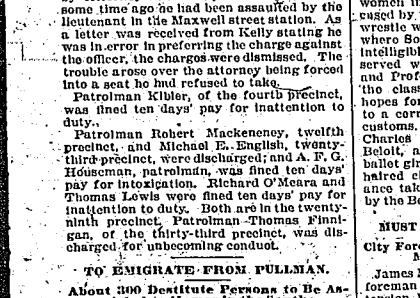 some time ago he had been assaulted by the
lieutenant in the Maxwell street station. As
a letter was received from Kelly stating he
was in error in preferring the charge against
the officer, the charges were dismissed. The
trouble arose over the attorney being forced
into a seat he had refused to take.
Patrolman Kibler, of the fourth precinct,
was fined ten days' pay for inattention to
duty.
Patrolman Robert Mackeneney, twelfth
precinct, and Michael E. English, twenty-
third precinct, were discharged; and A. F. G.
Houseman, patrolman, was fined ten days'
pay for intoxication. Richard O'Meara and
Thomas Lewis were fined ten days' pay for
inattention to duty. Both are in the twenty-
ninth precinct. Patrolman Thomas Finni-
gan, of the thirty-third precinct, was dis-
charged for unbecoming conduct.
TO EMIGRATE FROM PULLMAN.
About 300 Destitute Persons to Be As-
women in
cused by
wrestle w
where So
intelligib
served w
and Prof
the class
hopes for
to a corr
customs.
Charles
Beloit, a
ballet gir
haired c
ance tak
by the Be
MUST
City For
James
foreman